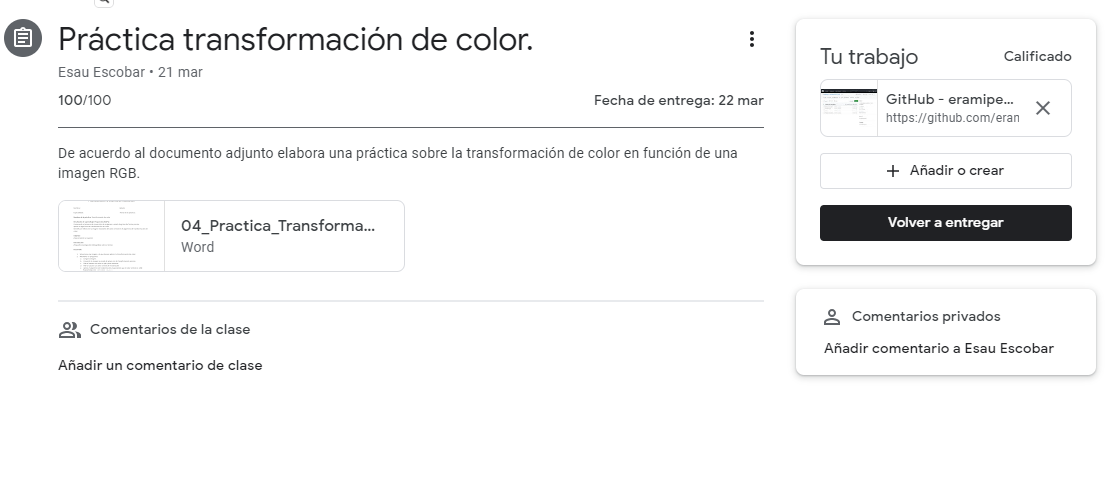 Práctica transformación de color.
Esau Escobar • 21 mar
100/100
Fecha de entrega: 22 mar
De acuerdo al documento adjunto elabora una práctica sobre la transformación de color en función de una
imagen RGB.
04_Practica_Transforma...
Word
Comentarios de la clase
Añadir un comentario de clase
Tu trabajo
Calificado
GitHub - eramipe...
https://github.com/eran
Añadir o crear
Volver a entregar
Comentarios privados
Añadir comentario a Esau Escobar